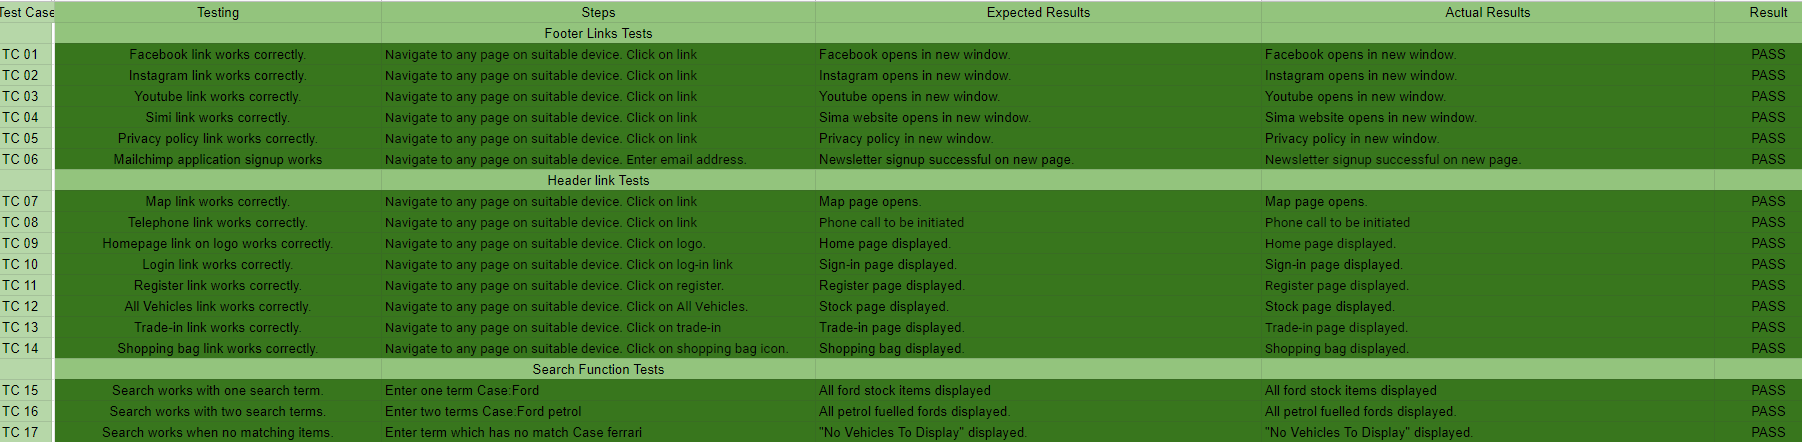 Test Case Testing Steps Expected Results Actual Results Result
Footer Links Tests
TC 01 Facebook link works correctly. Navigate to any page on suitable device. Click on link Facebook opens in new window. Facebook opens in new window. PASS
TC 02 Instagram link works correctly. Navigate to any page on suitable device. Click on link Instagram opens in new window. Instagram opens in new window. PASS
TC 03 Youtube link works correctly. Navigate to any page on suitable device. Click on link Youtube opens in new window. Youtube opens in new window. PASS
TC 04 Simi link works correctly. Navigate to any page on suitable device. Click on link Sima website opens in new window. Sima website opens in new window. PASS
TC 05 Privacy policy link works correctly. Navigate to any page on suitable device. Click on link Privacy policy in new window. Privacy policy in new window. PASS
TC 06 Mailchimp application signup works Navigate to any page on suitable device. Enter email address. Newsletter signup successful on new page. Newsletter signup successful on new page. PASS
Header link Tests
TC 07 Map link works correctly. Navigate to any page on suitable device. Click on link Map page opens. Map page opens. PASS
TC 08 Telephone link works correctly. Navigate to any page on suitable device. Click on link Phone call to be initiated Phone call to be initiated PASS
TC 09 Homepage link on logo works correctly. Navigate to any page on suitable device. Click on logo. Home page displayed. Home page displayed. PASS
TC 10 Login link works correctly. Navigate to any page on suitable device. Click on log-in link Sign-in page displayed. Sign-in page displayed. PASS
TC 11 Register link works correctly. Navigate to any page on suitable device. Click on register. Register page displayed. Register page displayed. PASS
TC 12 All Vehicles link works correctly. Navigate to any page on suitable device. Click on All Vehicles. Stock page displayed. Stock page displayed. PASS
TC 13 Trade-in link works correctly. Navigate to any page on suitable device. Click on trade-in Trade-in page displayed. Trade-in page displayed. PASS
TC 14 Shopping bag link works correctly. Navigate to any page on suitable device. Click on shopping bag icon. Shopping bag displayed. Shopping bag displayed. PASS
Search Function Tests
TC 15 Search works with one search term. Enter one term Case:Ford All ford stock items displayed All ford stock items displayed PASS
TC 16 Search works with two search terms. Enter two terms Case:Ford petrol All petrol fuelled fords displayed. All petrol fuelled fords displayed. PASS
TC 17 Search works when no matching items. Enter term which has no match Case ferrari "No Vehicles To Display" displayed. "No Vehicles To Display" displayed. PASS